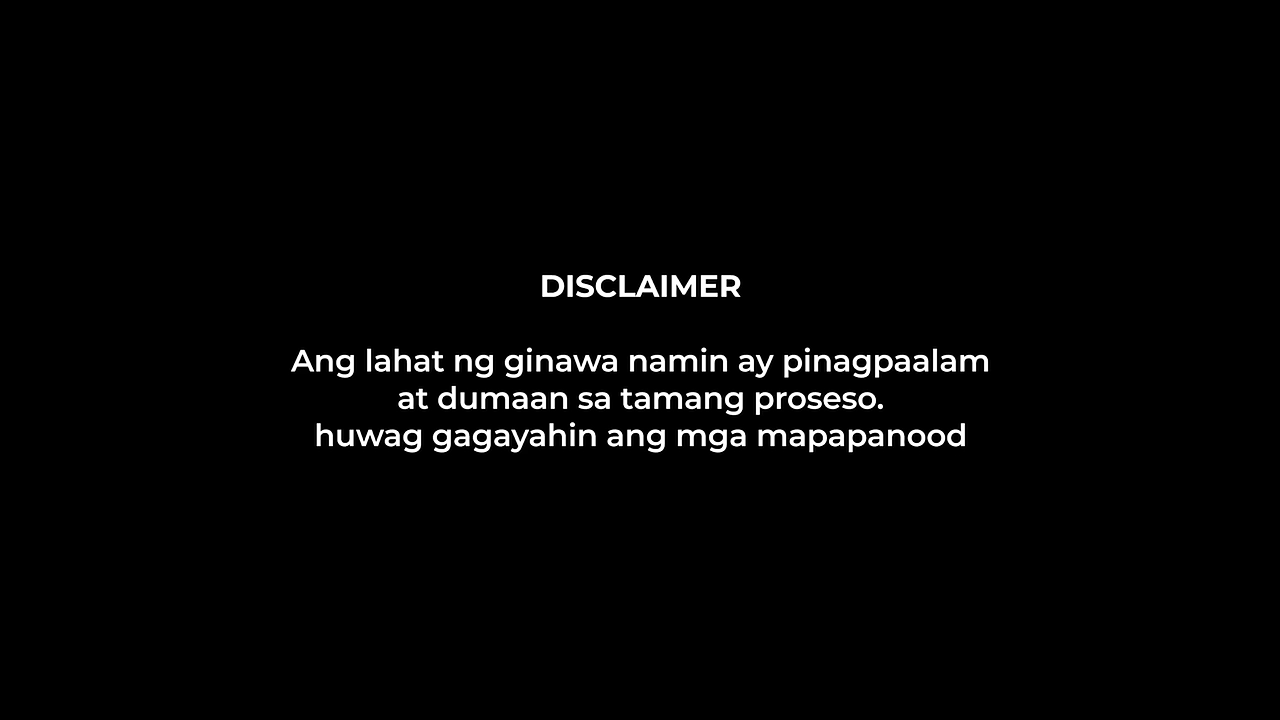 DISCLAIMER
Ang lahat ng ginawa namin ay pinagpaalam
at dumaan sa tamang proseso.
huwag gagayahin ang mga mapapanood